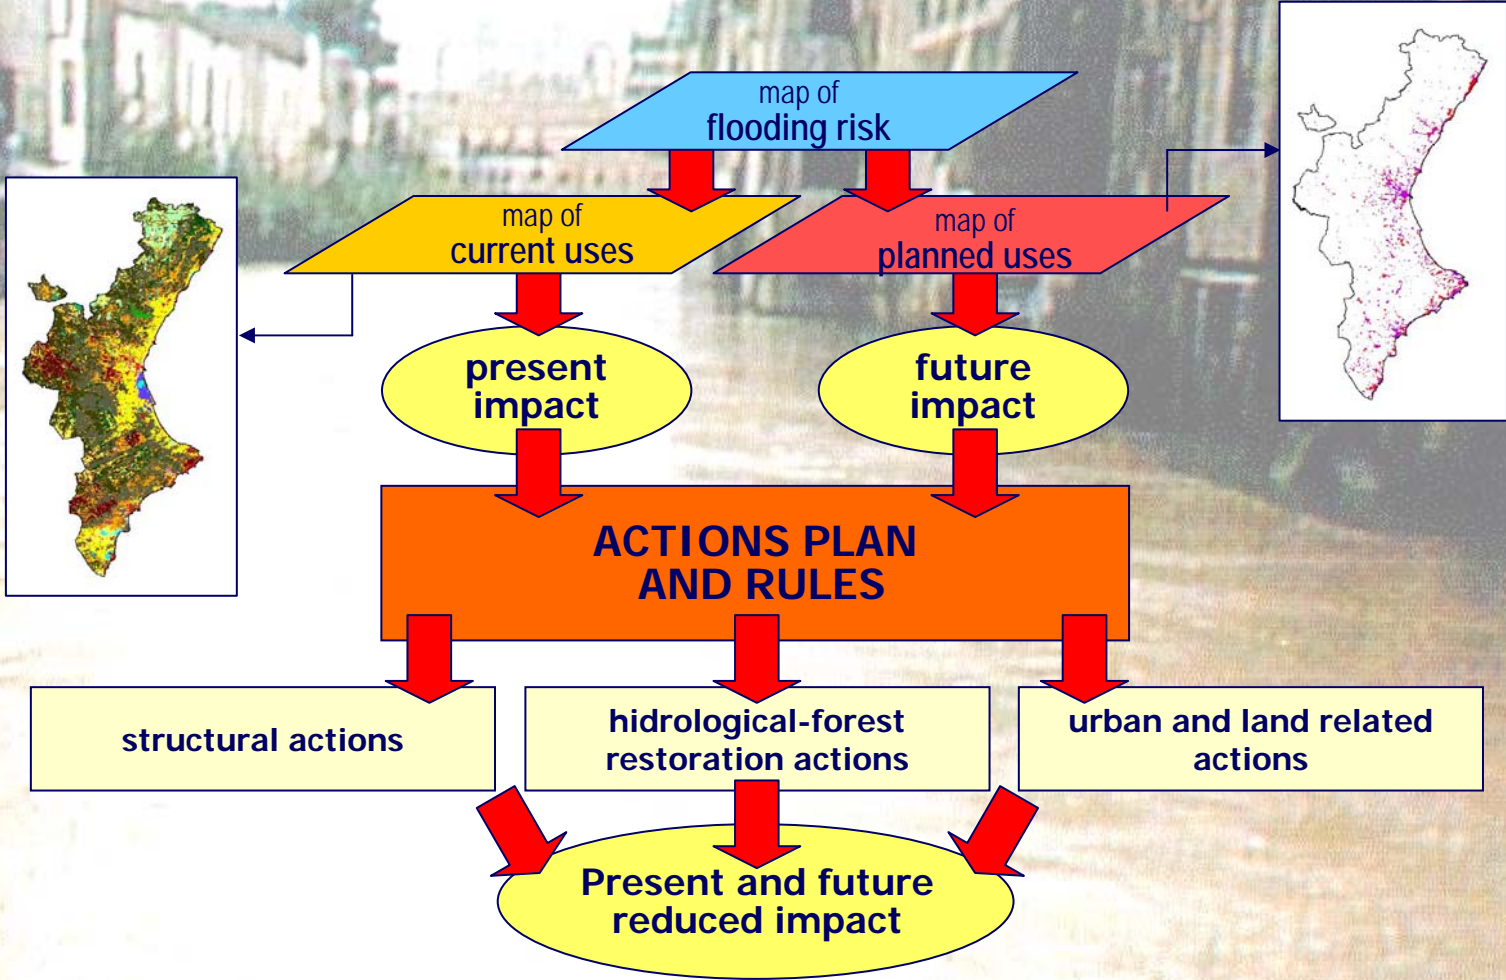 map of
flooding risk
map of
current uses
map of
planned uses
present
impact
future
impact
ACTIONS PLAN
AND RULES
structural actions
hidrológical-forest
restoration actions
urban and land related
actions
Present and future
reduced impact